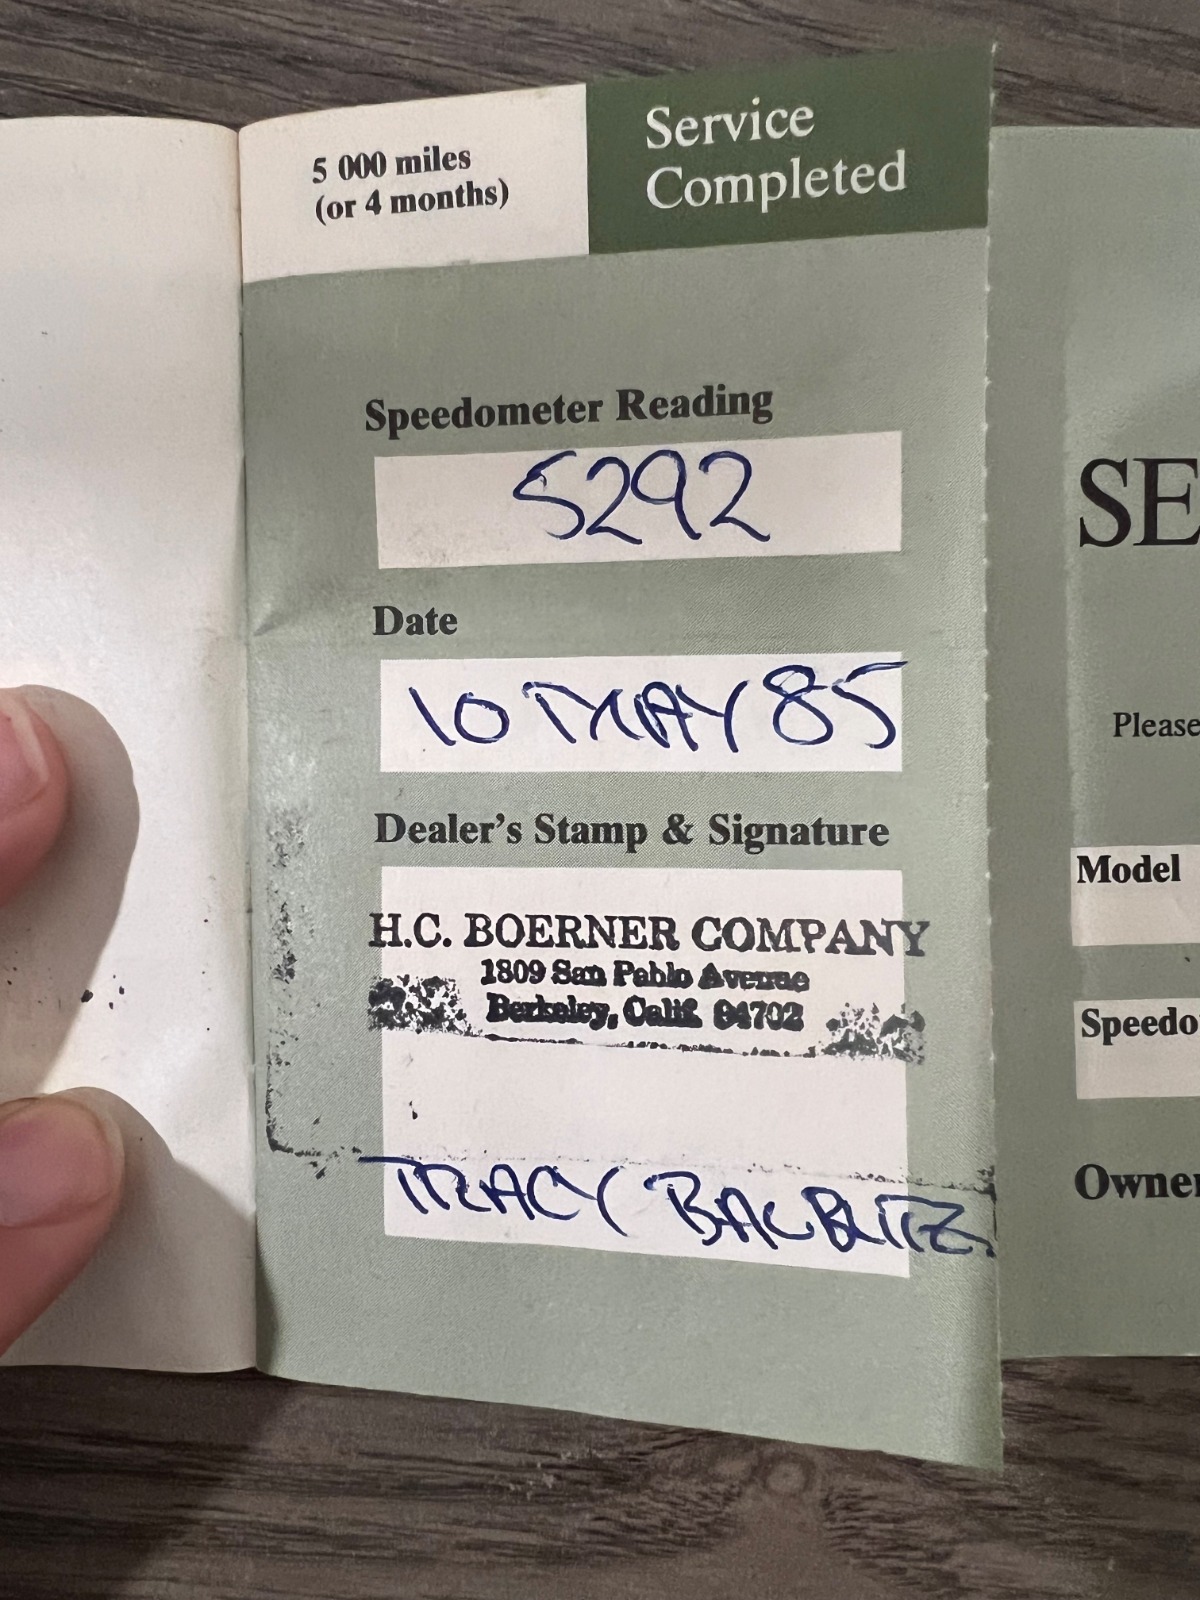 5 000 miles
(or 4 months)
Service
Completed
Speedometer Reading
5292
Date
10 MAY 85
Dealer's Stamp & Signature
H.C. BOERNER COMPANY
1809 San Pablo Avenue
Berkeley, Calif. 94702
TRACY
SE
Please
Model
Speedo
Owner